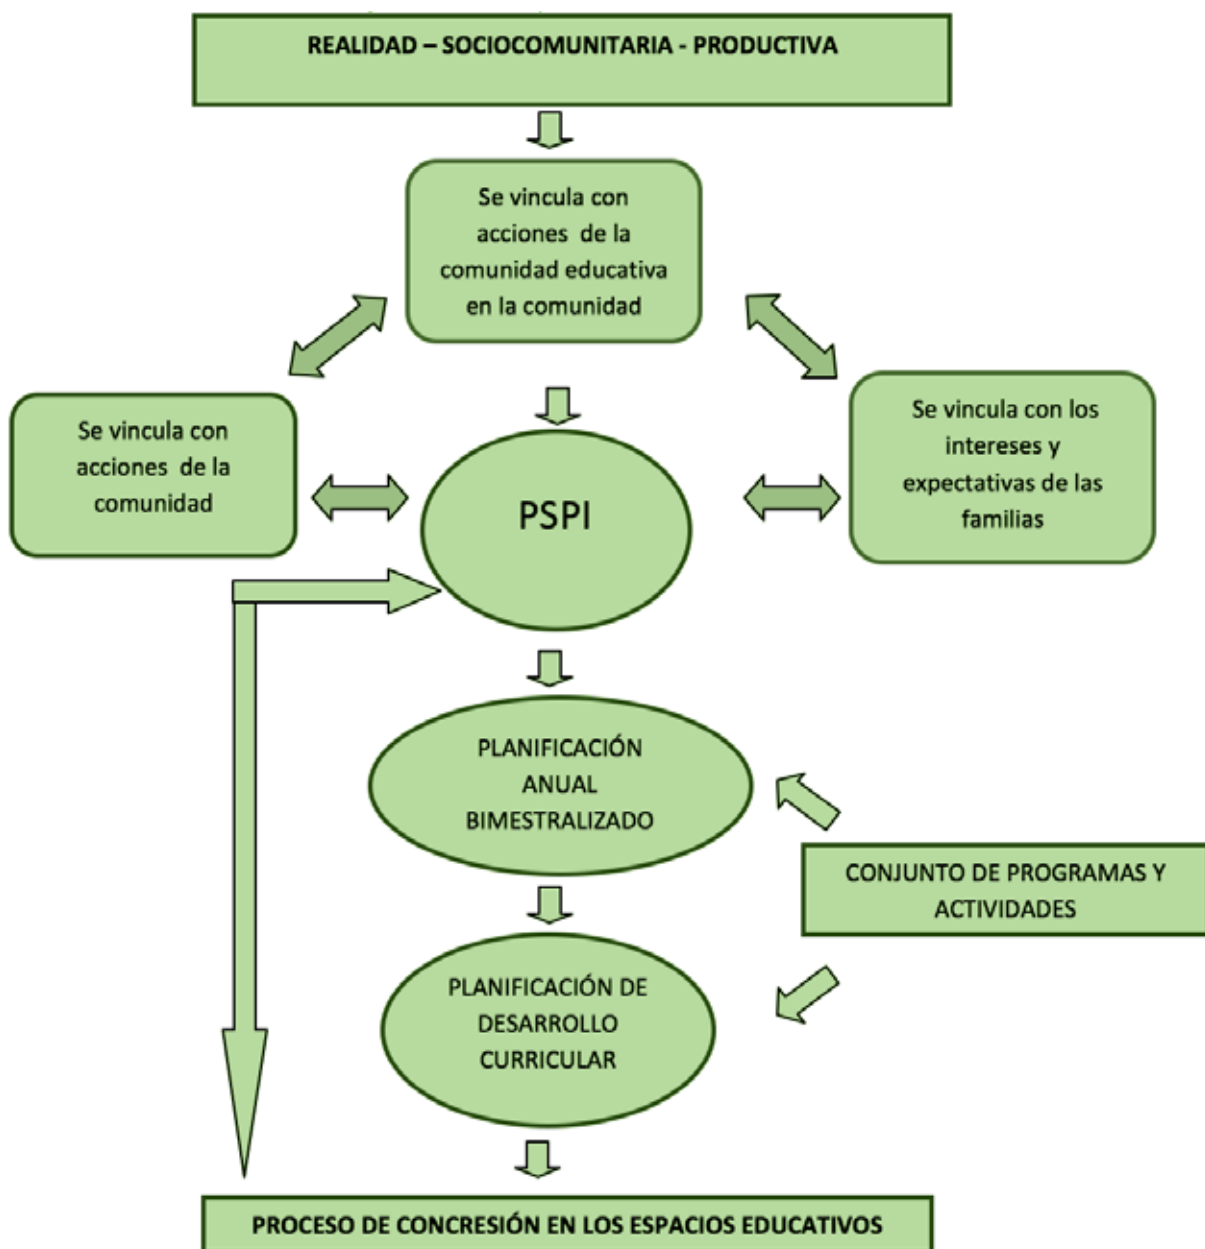 REALIDAD – SOCIOCOMUNITARIA - PRODUCTIVA
Se vincula con
acciones de la
comunidad educativa
en la comunidad
Se vincula con
acciones de la
comunidad
PSPI
Se vincula con los
intereses y
expectativas de las
familias
PLANIFICACIÓN
ANUAL
BIMESTRALIZADO
CONJUNTO DE PROGRAMAS Y
ACTIVIDADES
PLANIFICACIÓN DE
DESARROLLO
CURRICULAR
PROCESO DE CONCRESIÓN EN LOS ESPACIOS EDUCATIVOS